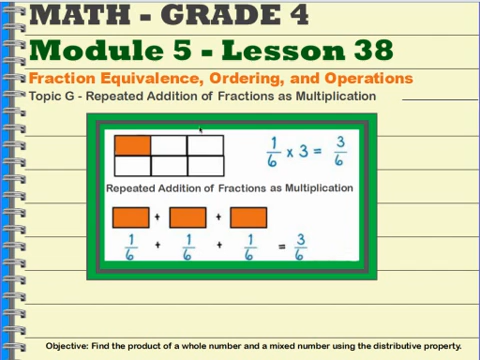 MATH - GRADE 4
Module 5 - Lesson 38
Fraction Equivalence, Ordering, and Operations
Topic G - Repeated Addition of Fractions as Multiplication
1/6 x 3 = 3/6
Repeated Addition of Fractions as Multiplication
+ +
1/6 + 1/6 + 1/6 = 3/6
Objective: Find the product of a whole number and a mixed number using the distributive property.